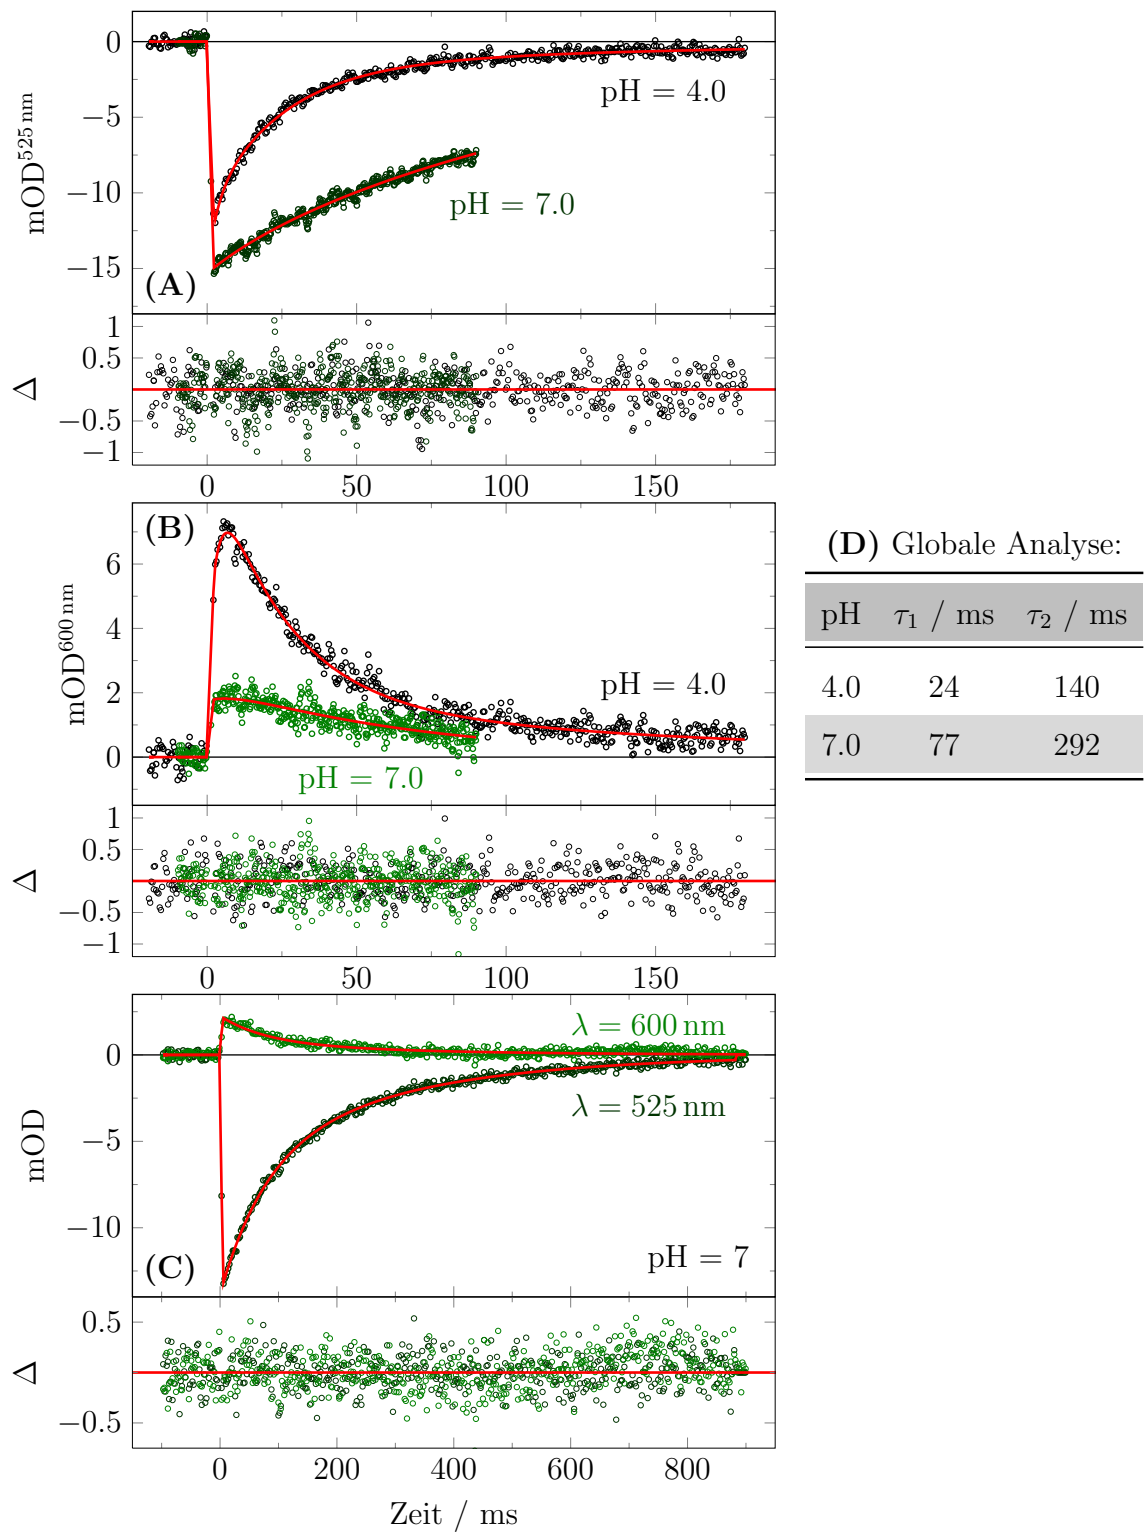 0
−5
−10
−15
mOD^{525 nm}
pH = 4.0
pH = 7.0
(A)
1
0.5
0
−0.5
−1
Δ
0 50 100 150
(B)
6
4
2
0
mOD^{600 nm}
pH = 4.0
pH = 7.0
1
0.5
0
−0.5
−1
Δ
0 50 100 150
(D) Globale Analyse:
pH τ₁ / ms τ₂ / ms
4.0 24 140
7.0 77 292
λ = 600 nm
0
λ = 525 nm
−5
mOD
−10
pH = 7
(C)
0.5
0
−0.5
Δ
0 200 400 600 800
Zeit / ms